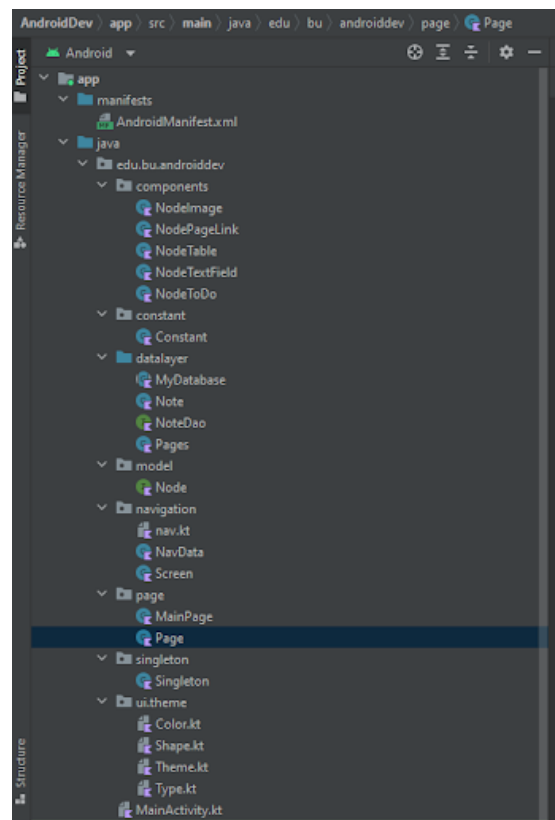 AndroidDev app src main java edu bu androiddev page Page
Project
Android
Resource Manager
Structure
app
manifests
AndroidManifest.xml
java
edu.bu.androiddev
components
NodeImage
NodePageLink
NodeTable
NodeTextField
NodeToDo
constant
Constant
datalayer
MyDatabase
Note
NoteDao
Pages
model
Node
navigation
nav.kt
NavData
Screen
page
MainPage
Page
singleton
Singleton
ui.theme
Color.kt
Shape.kt
Theme.kt
Type.kt
MainActivity.kt